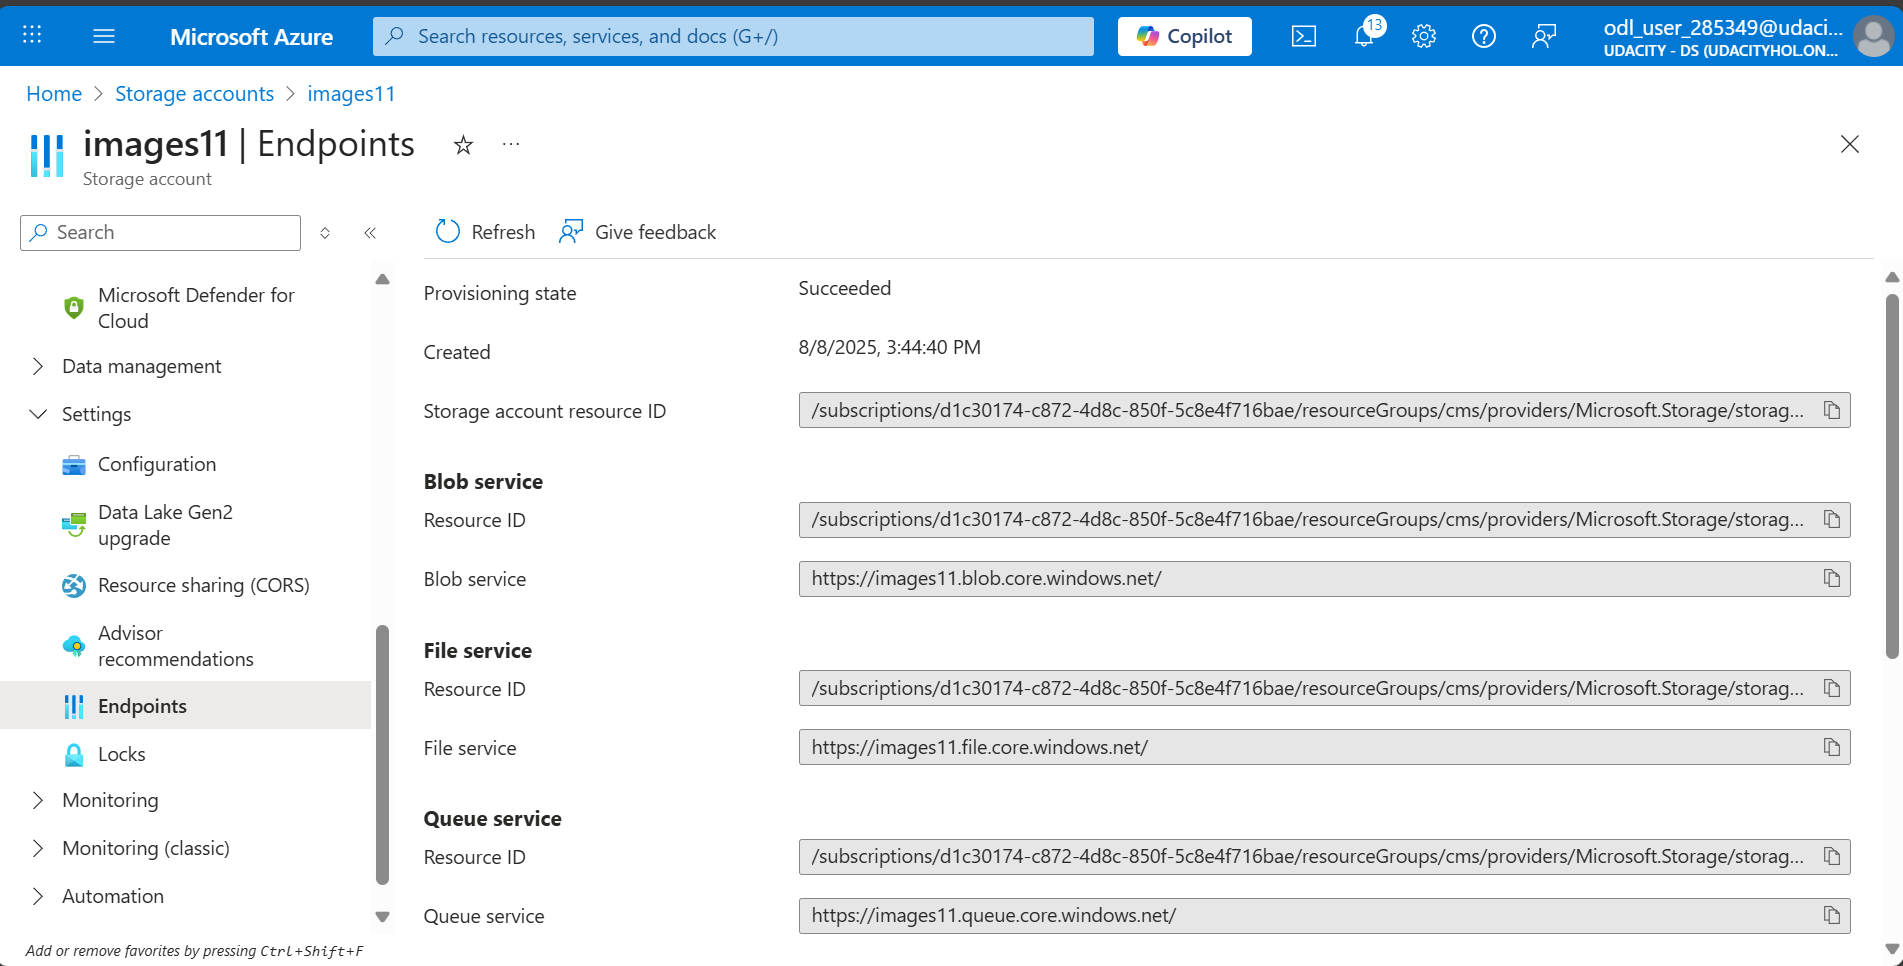 Microsoft Azure
Search resources, services, and docs (G+/)
Copilot
13
odl_user_285349@udaci...
UDACITY - DS (UDACITYHOL.ON...
Home > Storage accounts > images11
images11 | Endpoints
...
Storage account
Search
Refresh
Give feedback
Microsoft Defender for
Cloud
Data management
Settings
Configuration
Data Lake Gen2
upgrade
Resource sharing (CORS)
Advisor
recommendations
Endpoints
Locks
Monitoring
Monitoring (classic)
Automation
Add or remove favorites by pressing Ctrl+Shift+F
Provisioning state
Succeeded
Created
8/8/2025, 3:44:40 PM
Storage account resource ID
/subscriptions/d1c30174-c872-4d8c-850f-5c8e4f716bae/resourceGroups/cms/providers/Microsoft.Storage/storag...
Blob service
Resource ID
/subscriptions/d1c30174-c872-4d8c-850f-5c8e4f716bae/resourceGroups/cms/providers/Microsoft.Storage/storag...
Blob service
https://images11.blob.core.windows.net/
File service
Resource ID
/subscriptions/d1c30174-c872-4d8c-850f-5c8e4f716bae/resourceGroups/cms/providers/Microsoft.Storage/storag...
File service
https://images11.file.core.windows.net/
Queue service
Resource ID
/subscriptions/d1c30174-c872-4d8c-850f-5c8e4f716bae/resourceGroups/cms/providers/Microsoft.Storage/storag...
Queue service
https://images11.queue.core.windows.net/